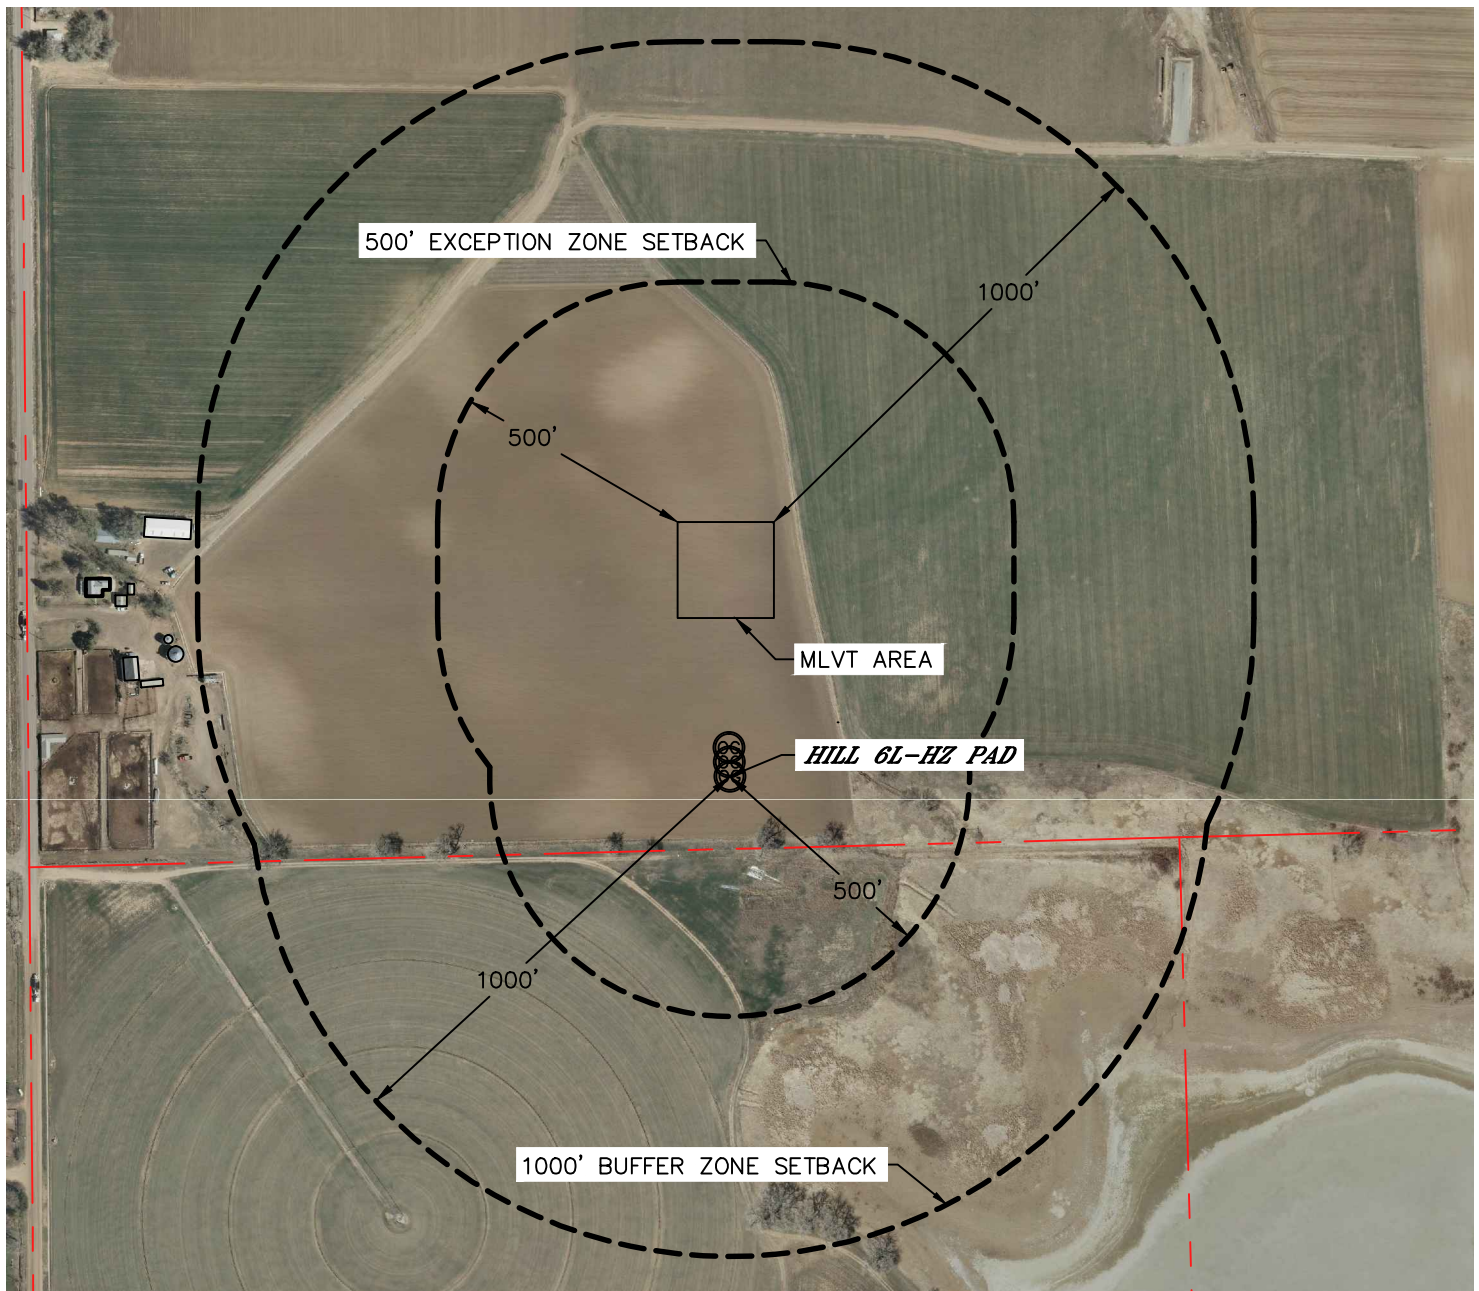 500' EXCEPTION ZONE SETBACK
1000'
500'
MLVT AREA
HILL 6L-HZ PAD
500'
1000'
1000' BUFFER ZONE SETBACK